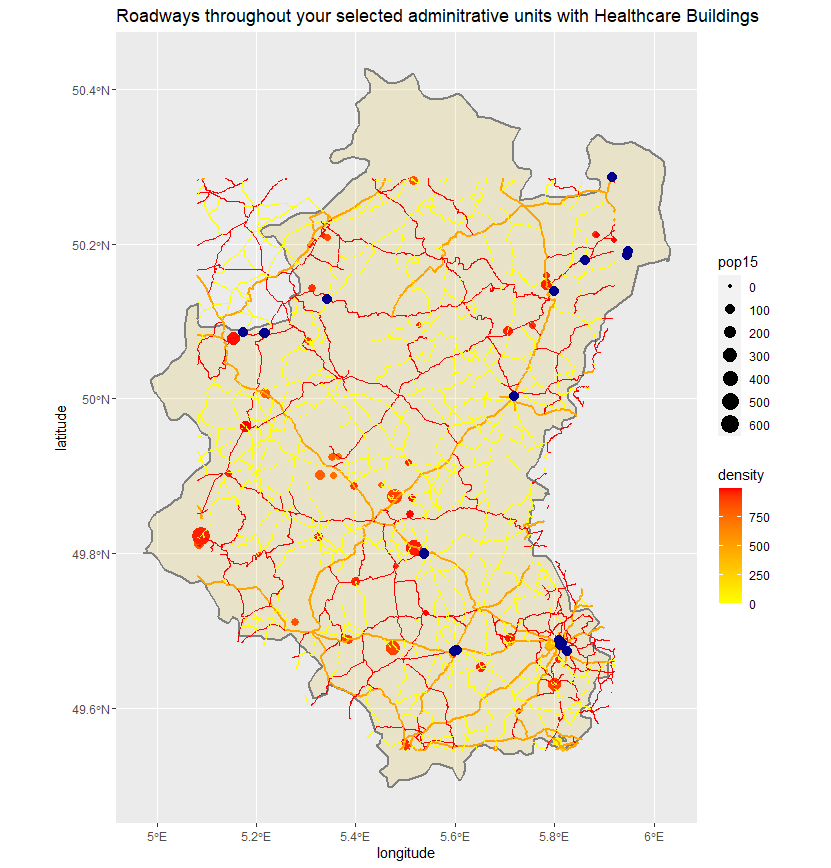 Roadways throughout your selected adminitrative units with Healthcare Buildings
50.4°N
50.2°N
50°N
49.8°N
49.6°N
latitude
5°E
5.2°E
5.4°E
5.6°E
5.8°E
6°E
longitude
pop15
0
100
200
300
400
500
600
density
750
500
250
0